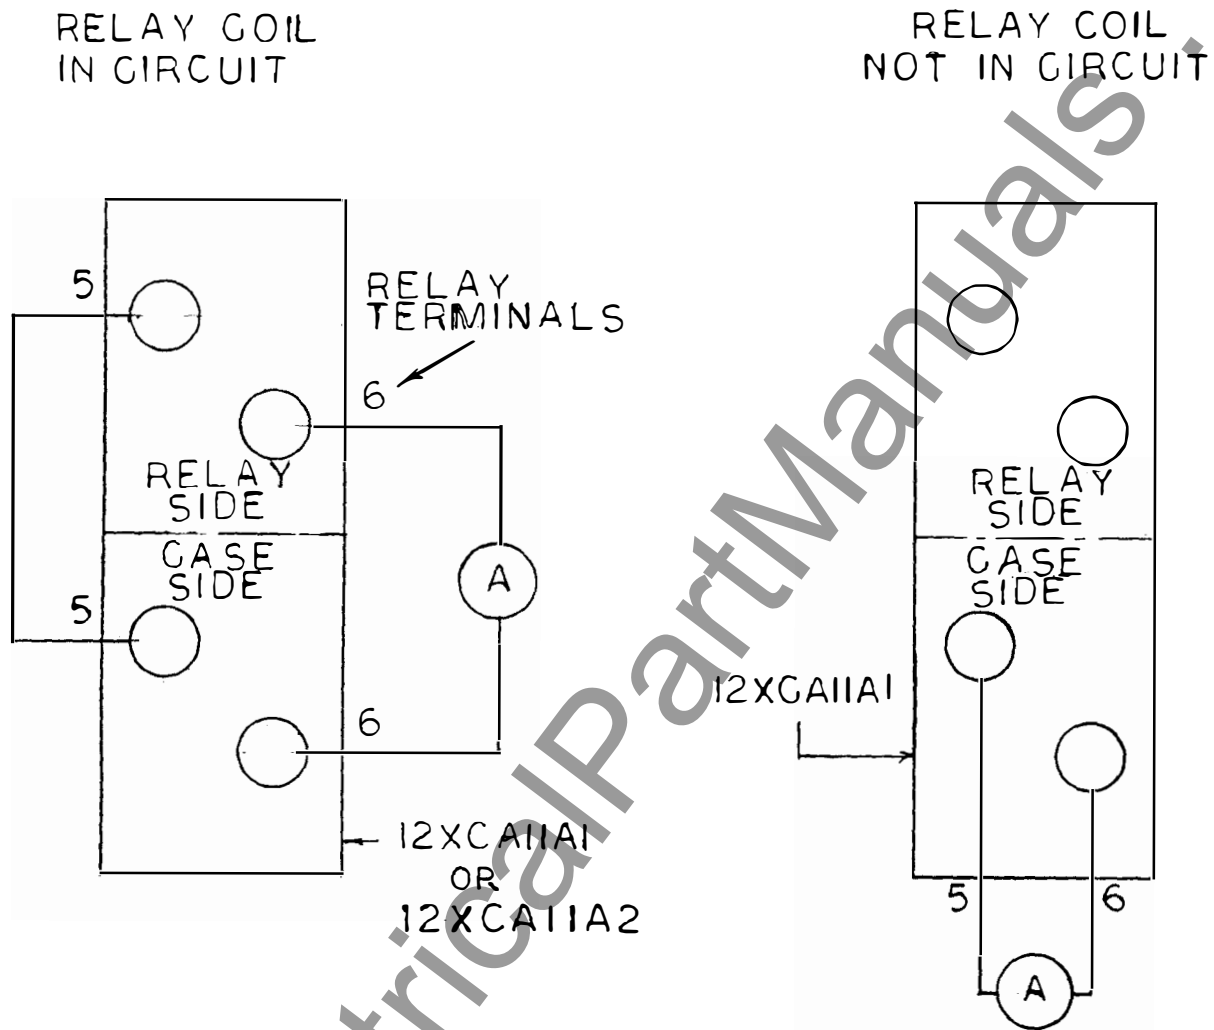 RELAY COIL
IN CIRCUIT
RELAY COIL
NOT IN CIRCUIT
5
RELAY
TERMINALS
6
RELAY
SIDE
CASE
SIDE
A
5
6
12XCA11A1
OR
12XCA11A2
RELAY
SIDE
CASE
SIDE
12XCA11A1
5
6
A
ricalPartManuals.